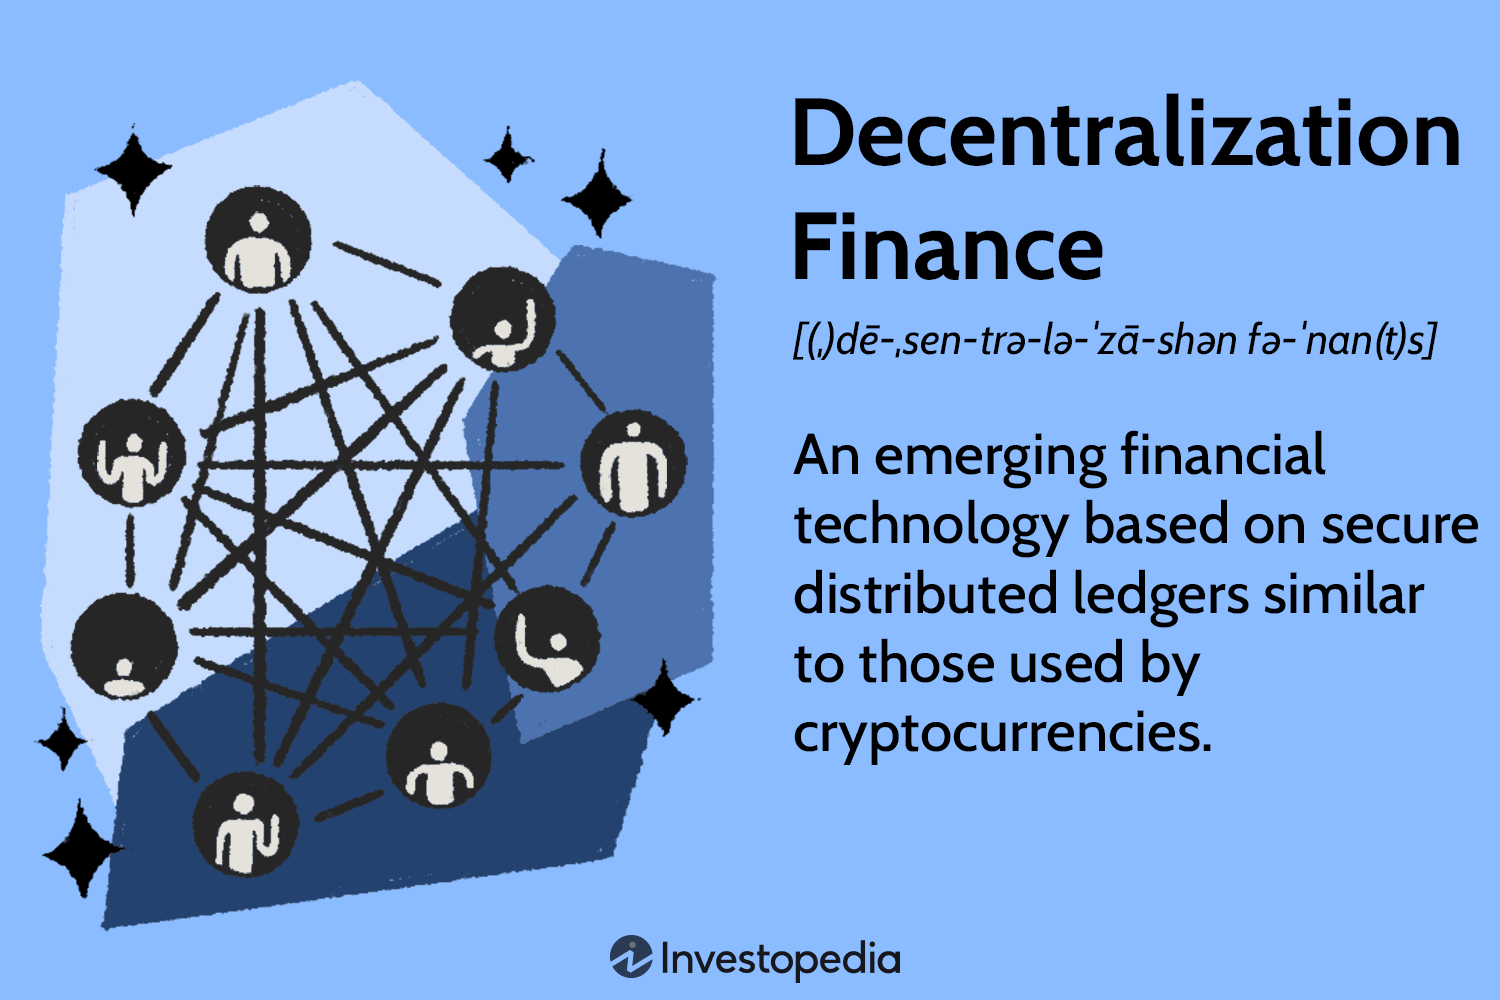 Decentralization
Finance
[(ˌ)dē-ˌsen-trə-lə-ˈzā-shən fə-ˈnan(t)s]
An emerging financial
technology based on secure
distributed ledgers similar
to those used by
cryptocurrencies.
Investopedia